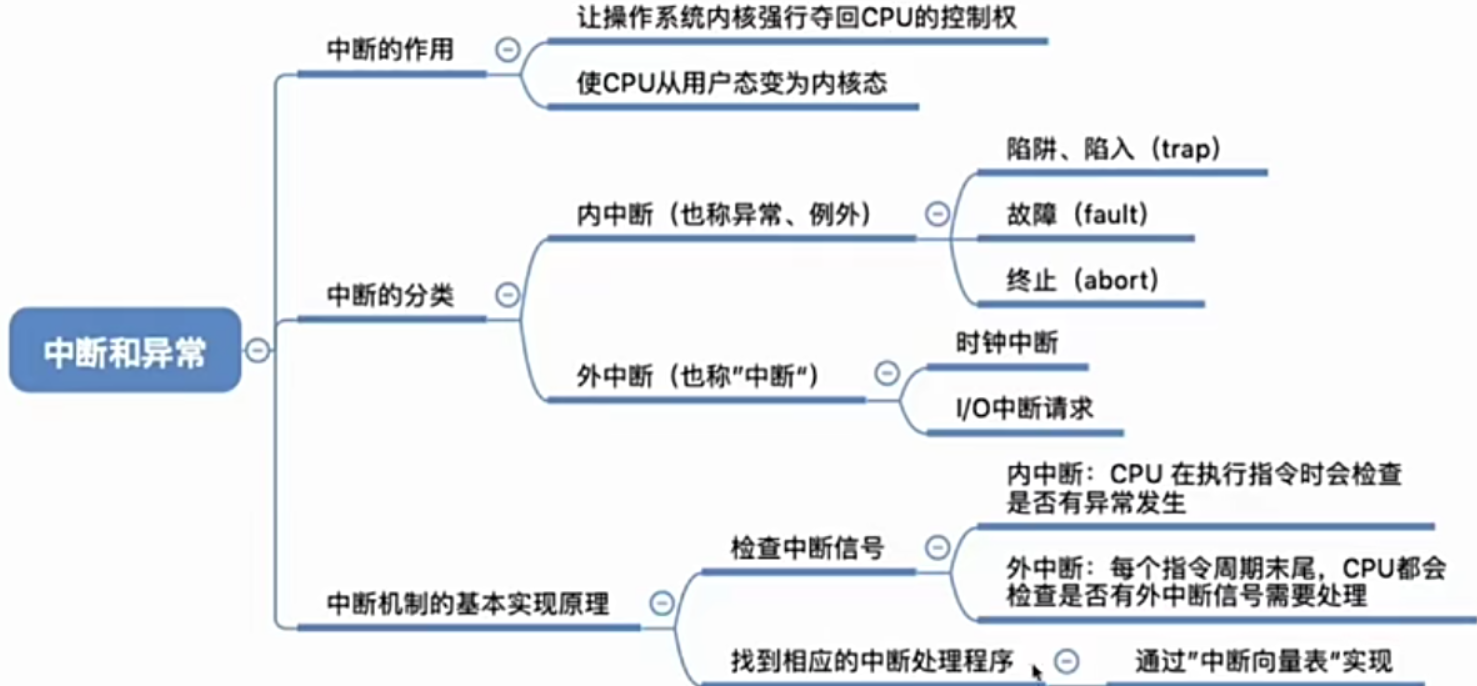 让操作系统内核强行夺回CPU的控制权
中断的作用
使CPU从用户态变为内核态
陷阱、陷入（trap）
内中断（也称异常、例外）
故障（fault）
终止（abort）
中断的分类
时钟中断
外中断（也称”中断“）
I/O中断请求
中断和异常
内中断：CPU 在执行指令时会检查
是否有异常发生
检查中断信号
外中断：每个指令周期末尾，CPU都会
检查是否有外中断信号需要处理
中断机制的基本实现原理
找到相应的中断处理程序
通过”中断向量表“实现